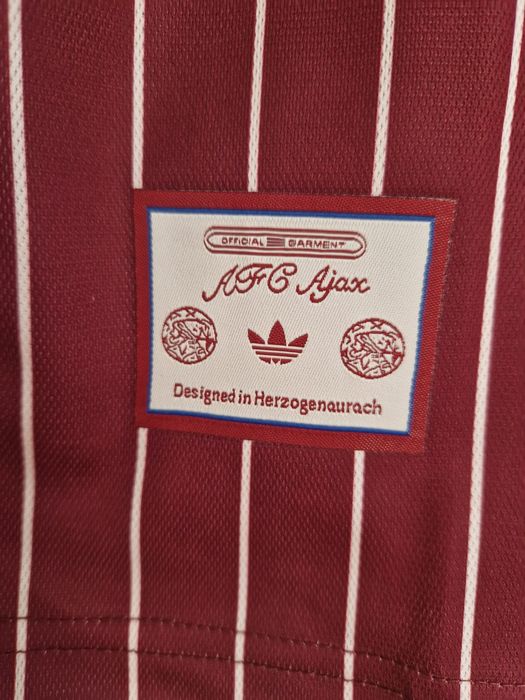 OFFICIAL GARMENT
AFC Ajax
Designed in Herzogenaurach